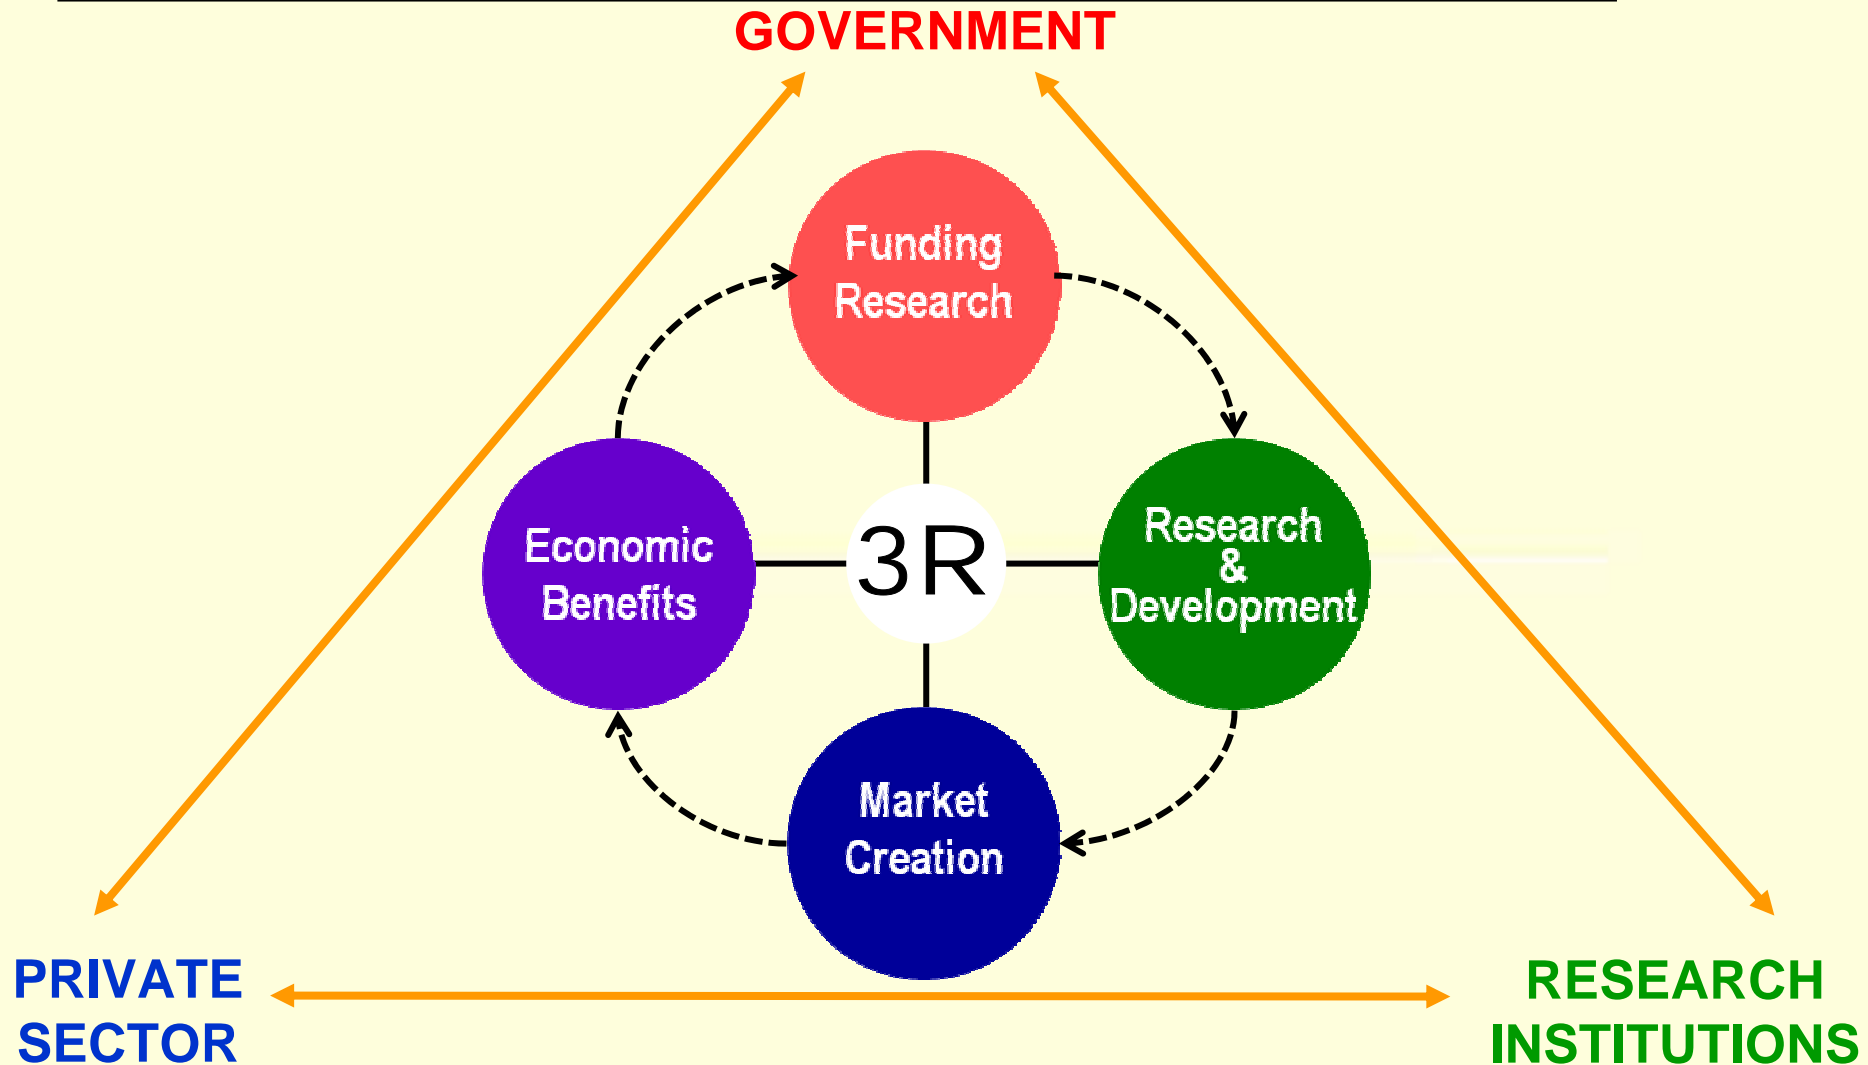 GOVERNMENT
Funding
Research
Economic
Benefits
3R
Research
&
Development
Market
Creation
PRIVATE
SECTOR
RESEARCH
INSTITUTIONS